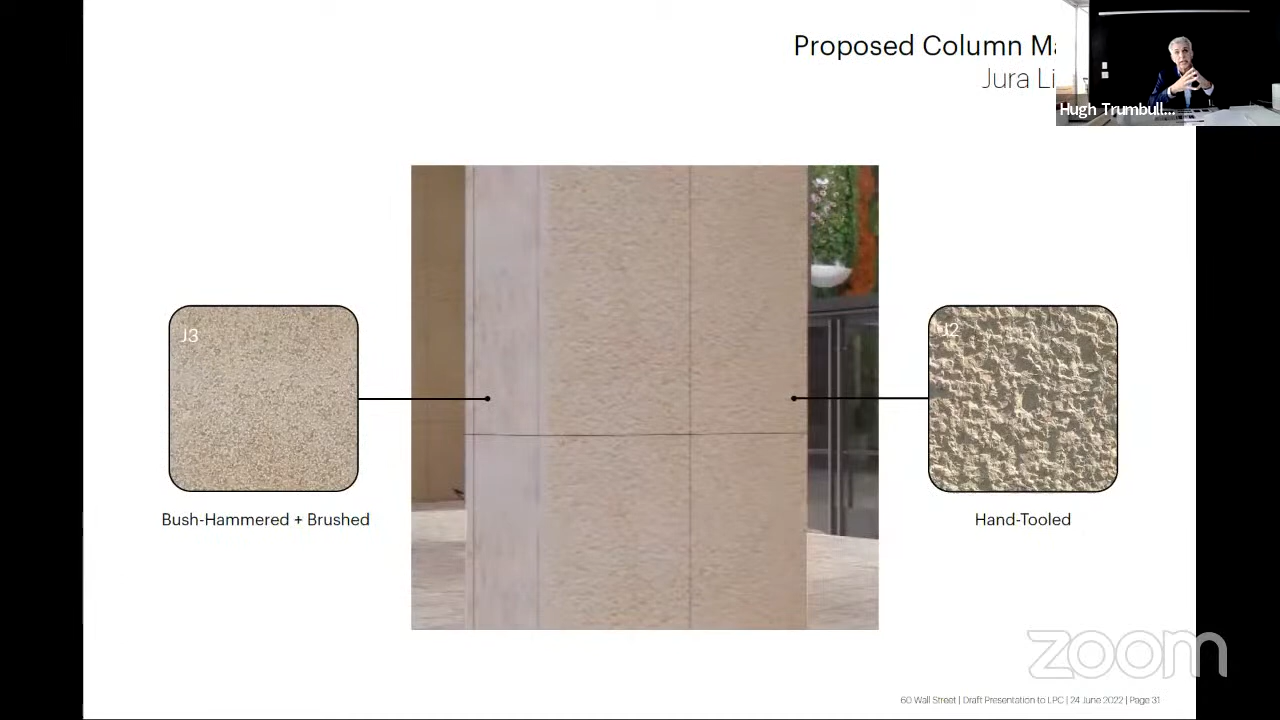 Proposed Column
Jura
Hugh Trumbull...
J3
J2
Bush-Hammered + Brushed
Hand-Tooled
zoom
60 Wall Street | Draft Presentation to LPC | 24 June 2022 | Page 31